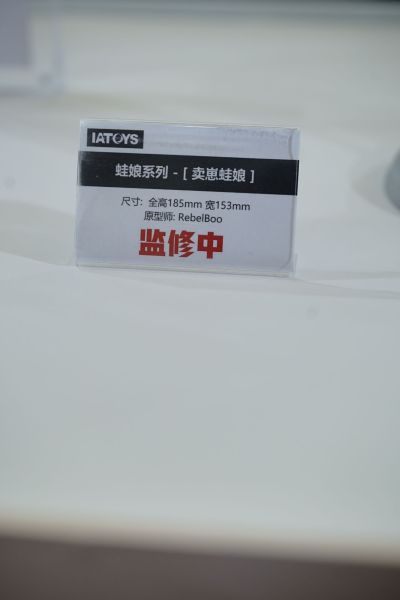 IATOYS
蛙娘系列 - [ 卖崽蛙娘 ]
尺寸: 全高185mm 宽153mm
原型师: RebelBoo
监修中